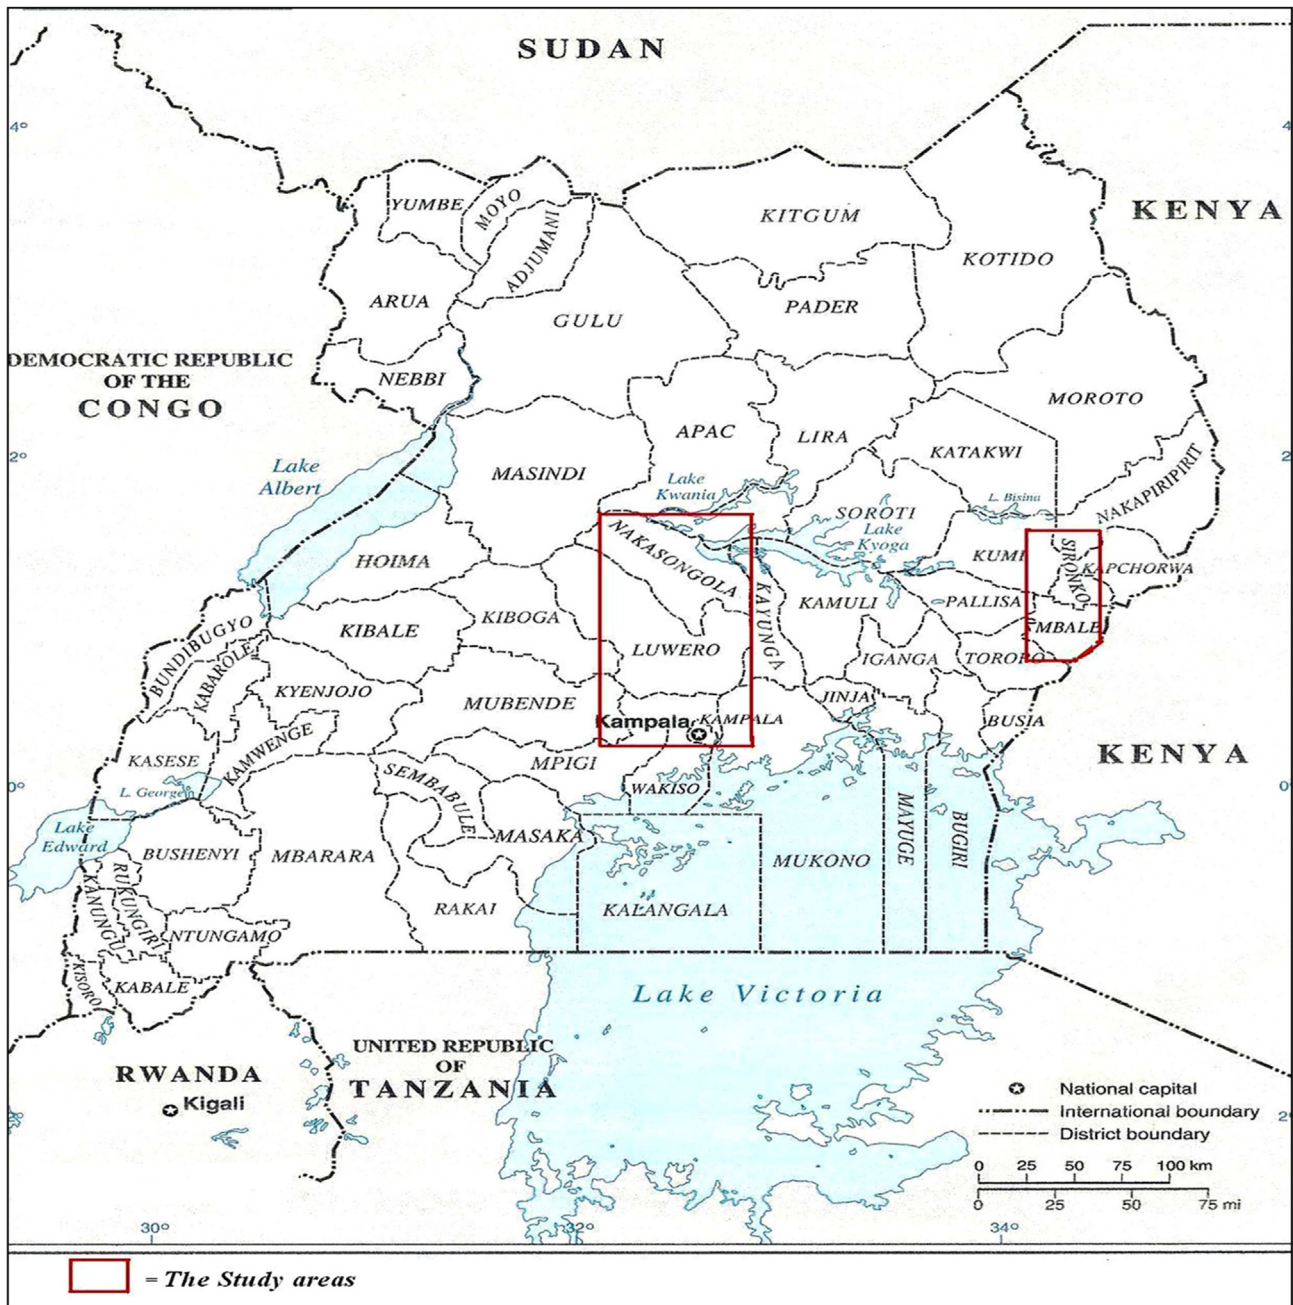 SUDAN
4°
4
YUMBE
MOYO
ADJUMANI
KITGUM
KENYA
KOTIDO
ARUA
PADER
GULU
DEMOCRATIC REPUBLIC
OF THE
CONGO
NEBBI
MOROTO
APAC
LIRA
KATAKWI
2°
2
Lake
Albert
MASINDI
Lake
Kwania
L. Bisina
NAKAPIRIPIRIT
SOROTI
Lake
Kyoga
NAKASONGOLA
HOIMA
KUMI
SIRONKO
KAPCHORWA
KAYUNGA
KAMULI
PALLISA
BUNDIBUGYO
KIBALE
KIBOGA
MBALE
KABAROLE
LUWERO
IGANGA
TORORO
KYENJOJO
MUBENDE
JINJA
Kampala
KAMPALA
BUSIA
KAMWENGE
KENYA
KASESE
MPIGI
SEMBABULE
0°
0
L. George
WAKISO
Lake
Edward
MASAKA
MAYUGE
BUGIRI
BUSHENYI
MBARARA
MUKONO
RUKUNGIRI
KANUNGU
RAKAI
KALANGALA
NTUNGAMO
KISORO
KABALE
Lake Victoria
UNITED REPUBLIC
OF
TANZANIA
RWANDA
Kigali
National capital
International boundary
District boundary
2
0 25 50 75 100 km
0 25 50 75 mi
30°
32°
34°
= The Study areas